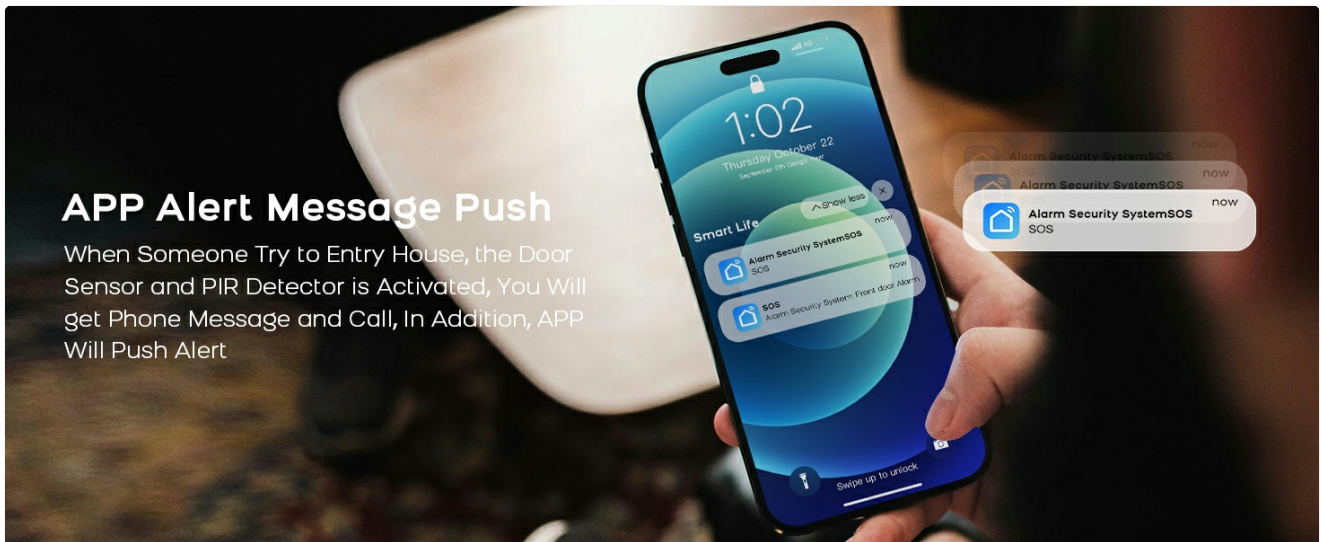 APP Alert Message Push
When Someone Try to Entry House, the Door
Sensor and PIR Detector is Activated, You Will
get Phone Message and Call, In Addition, APP
Will Push Alert
1:02
Thursday October 22
Show less
Smart Life
now
Alarm Security SystemSOS
SOS
now
SOS
Alarm Security System: Front door Alarm
Swipe up to unlock
now
Alarm Security SystemSOS
SOS
now
Alarm Security SystemSOS
now
Alarm Security SystemSOS
SOS